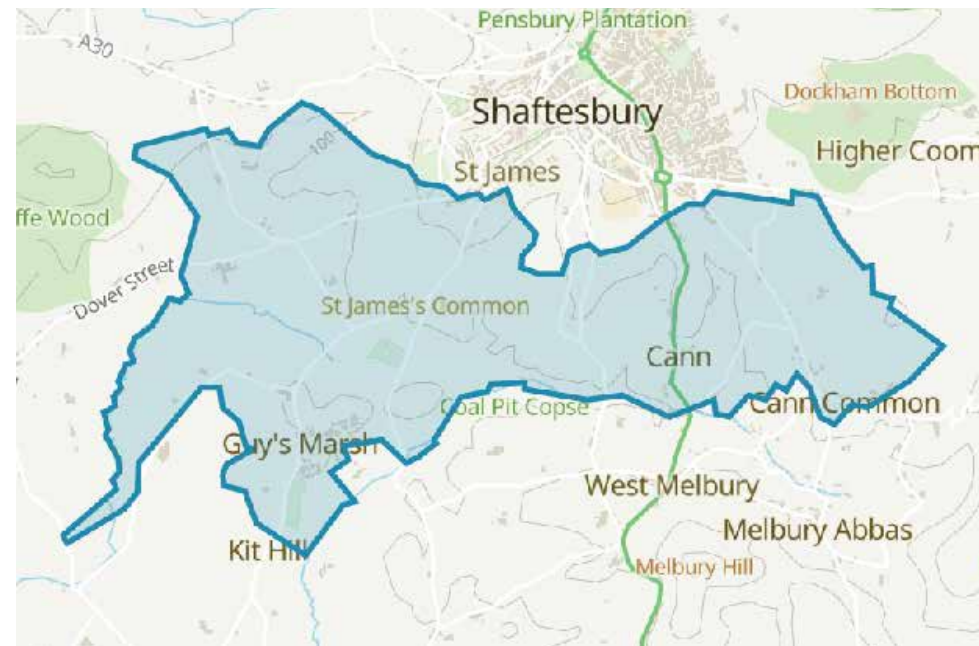 Pensbury Plantation
A30
Dockham Bottom
Shaftesbury
100
Higher Coom
St James
ffe Wood
Dover Street
St James's Common
Cann
Coal Pit Copse
Cann Common
Guy's Marsh
West Melbury
Melbury Abbas
Kit Hill
Melbury Hill